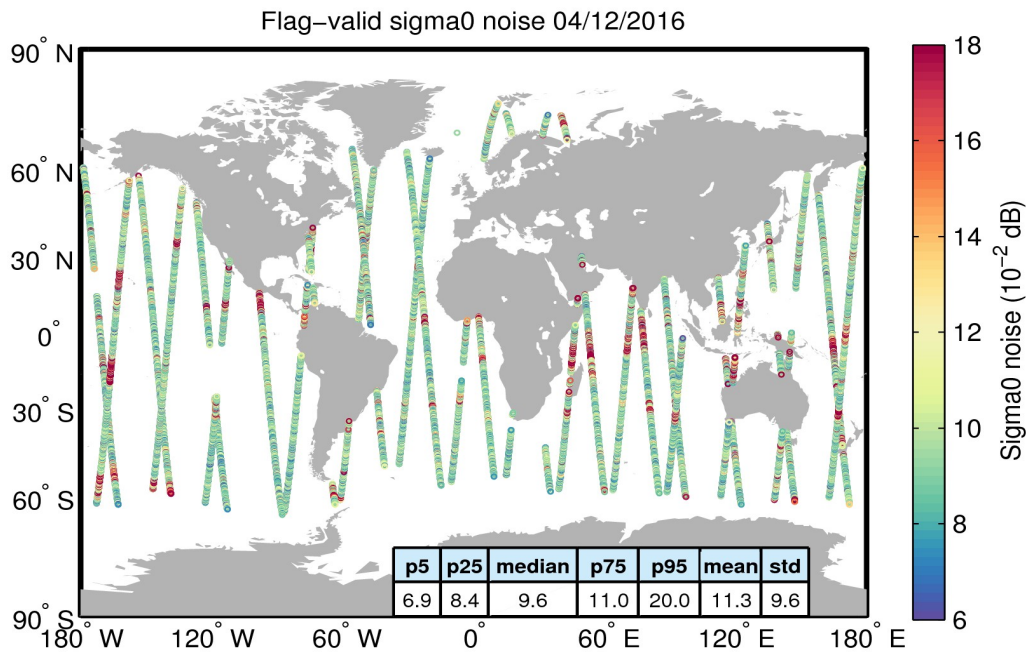 Flag-valid sigma0 noise 04/12/2016
90° N
60° N
30° N
0°
30° S
60° S
90° S
180° W
120° W
60° W
0°
60° E
120° E
180° E
p5 p25 median p75 p95 mean std
6.9 8.4 9.6 11.0 20.0 11.3 9.6
18
16
14
12
10
8
6
Sigma0 noise (10⁻² dB)